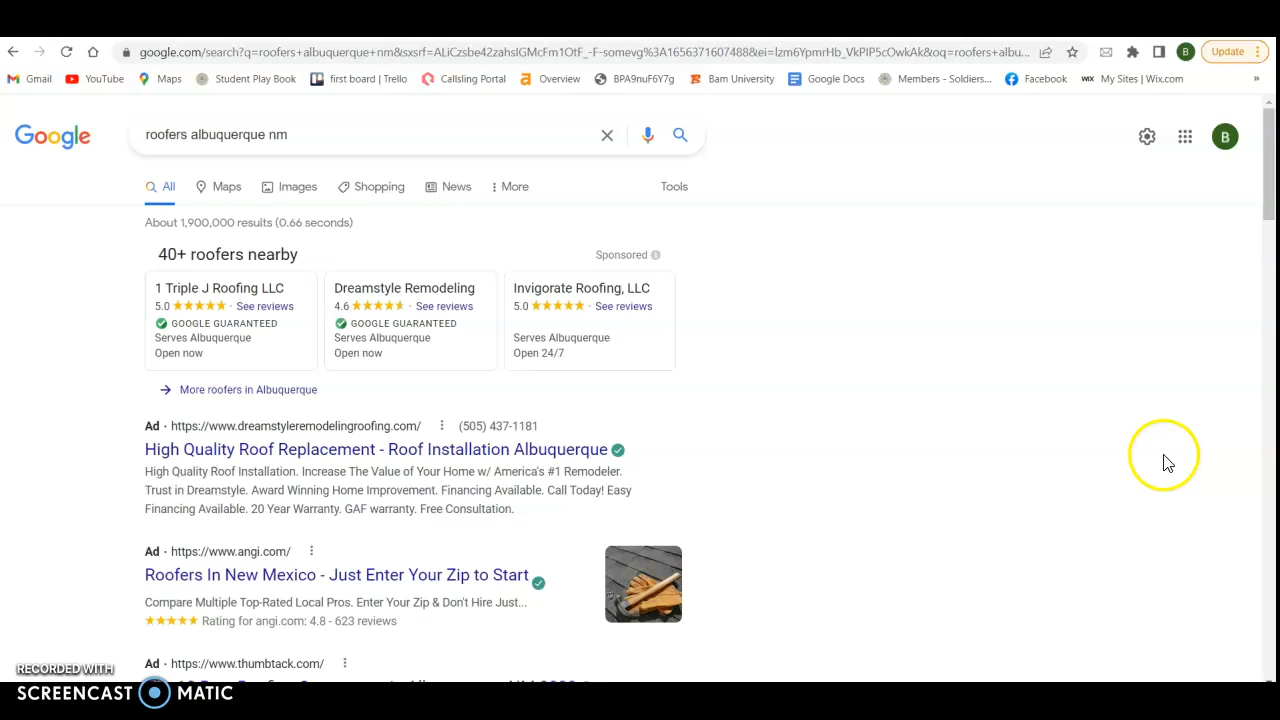 google.com/search?q=roofers+albuquerque+nm&sxsrf=ALiCzsbe42zahsIGMcFm1OtF_-F-somevg%3A1656371607488&ei=lzm6YpmrHb_VkPIP5cOwkAk&oq=roofers+albu...
Update
Gmail YouTube Maps Student Play Book first board | Trello Callsling Portal Overview BPA9nuF6Y7g Bam University Google Docs Members - Soldiers... Facebook WIX My Sites | Wix.com »
Google
roofers albuquerque nm
B
All Maps Images Shopping News More Tools
About 1,900,000 results (0.66 seconds)
40+ roofers nearby Sponsored
1 Triple J Roofing LLC Dreamstyle Remodeling Invigorate Roofing, LLC
5.0 · See reviews 4.6 · See reviews 5.0 · See reviews
GOOGLE GUARANTEED GOOGLE GUARANTEED
Serves Albuquerque Serves Albuquerque Serves Albuquerque
Open now Open now Open 24/7
More roofers in Albuquerque
Ad · https://www.dreamstyleremodelingroofing.com/ (505) 437-1181
High Quality Roof Replacement - Roof Installation Albuquerque
High Quality Roof Installation. Increase The Value of Your Home w/ America's #1 Remodeler.
Trust in Dreamstyle. Award Winning Home Improvement. Financing Available. Call Today! Easy
Financing Available. 20 Year Warranty. GAF warranty. Free Consultation.
Ad · https://www.angi.com/
Roofers In New Mexico - Just Enter Your Zip to Start
Compare Multiple Top-Rated Local Pros. Enter Your Zip & Don't Hire Just...
Rating for angi.com: 4.8 - 623 reviews
Ad · https://www.thumbtack.com/
RECORDED WITH
SCREENCAST MATIC